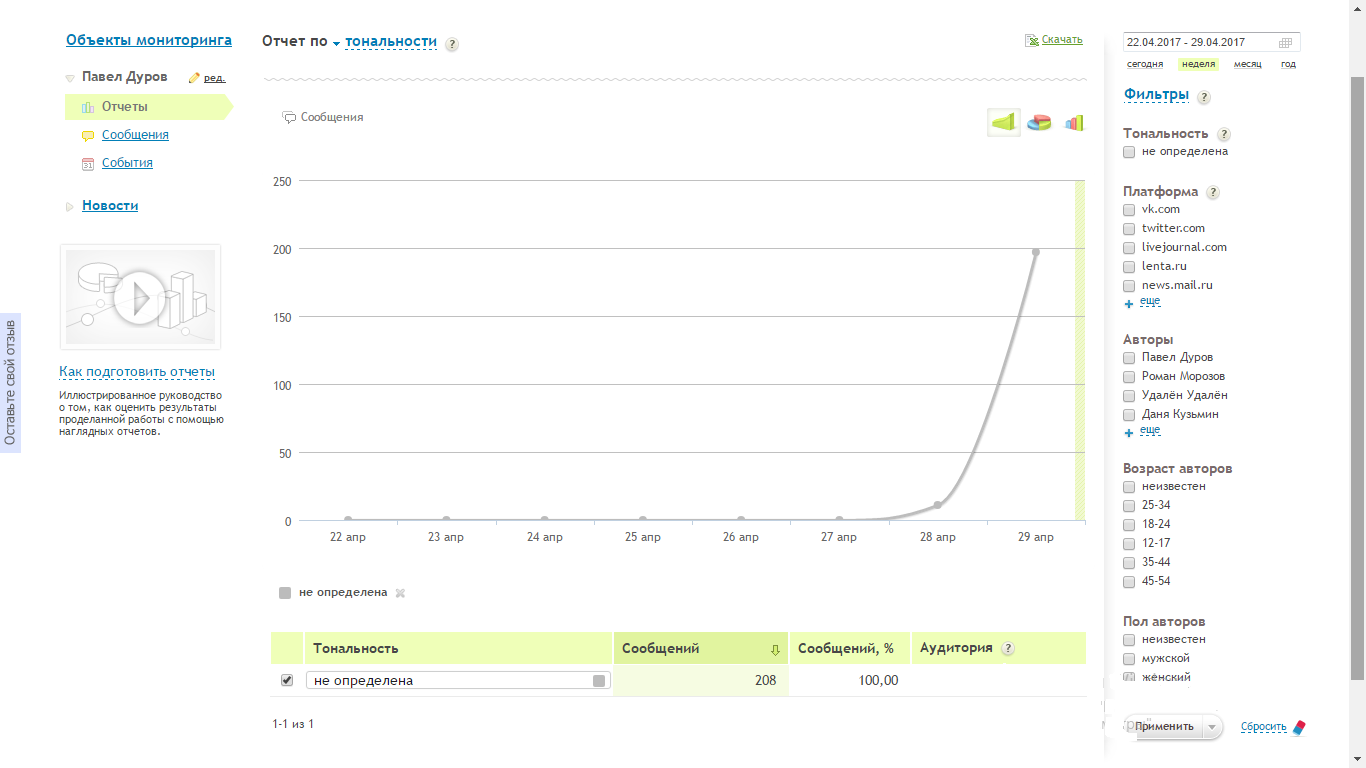 Объекты мониторинга
Павел Дуров ред.
Отчеты
Сообщения
События
31
Новости
Как подготовить отчеты
Иллюстрированное руководство
о том, как оценить результаты
проделанной работы с помощью
наглядных отчетов.
Оставьте свой отзыв
Отчет по тональности ?
Скачать
Сообщения
250
200
150
100
50
0
22 апр 23 апр 24 апр 25 апр 26 апр 27 апр 28 апр 29 апр
не определена
Тональность Сообщений Сообщений, % Аудитория ?
не определена 208 100,00
1-1 из 1
22.04.2017 - 29.04.2017
сегодня неделя месяц год
Фильтры ?
Тональность ?
не определена
Платформа ?
vk.com
twitter.com
livejournal.com
lenta.ru
news.mail.ru
+ еще
Авторы
Павел Дуров
Роман Морозов
Удалён Удалён
Даня Кузьмин
+ еще
Возраст авторов
неизвестен
25-34
18-24
12-17
35-44
45-54
Пол авторов
неизвестен
мужской
женский
Применить Сбросить